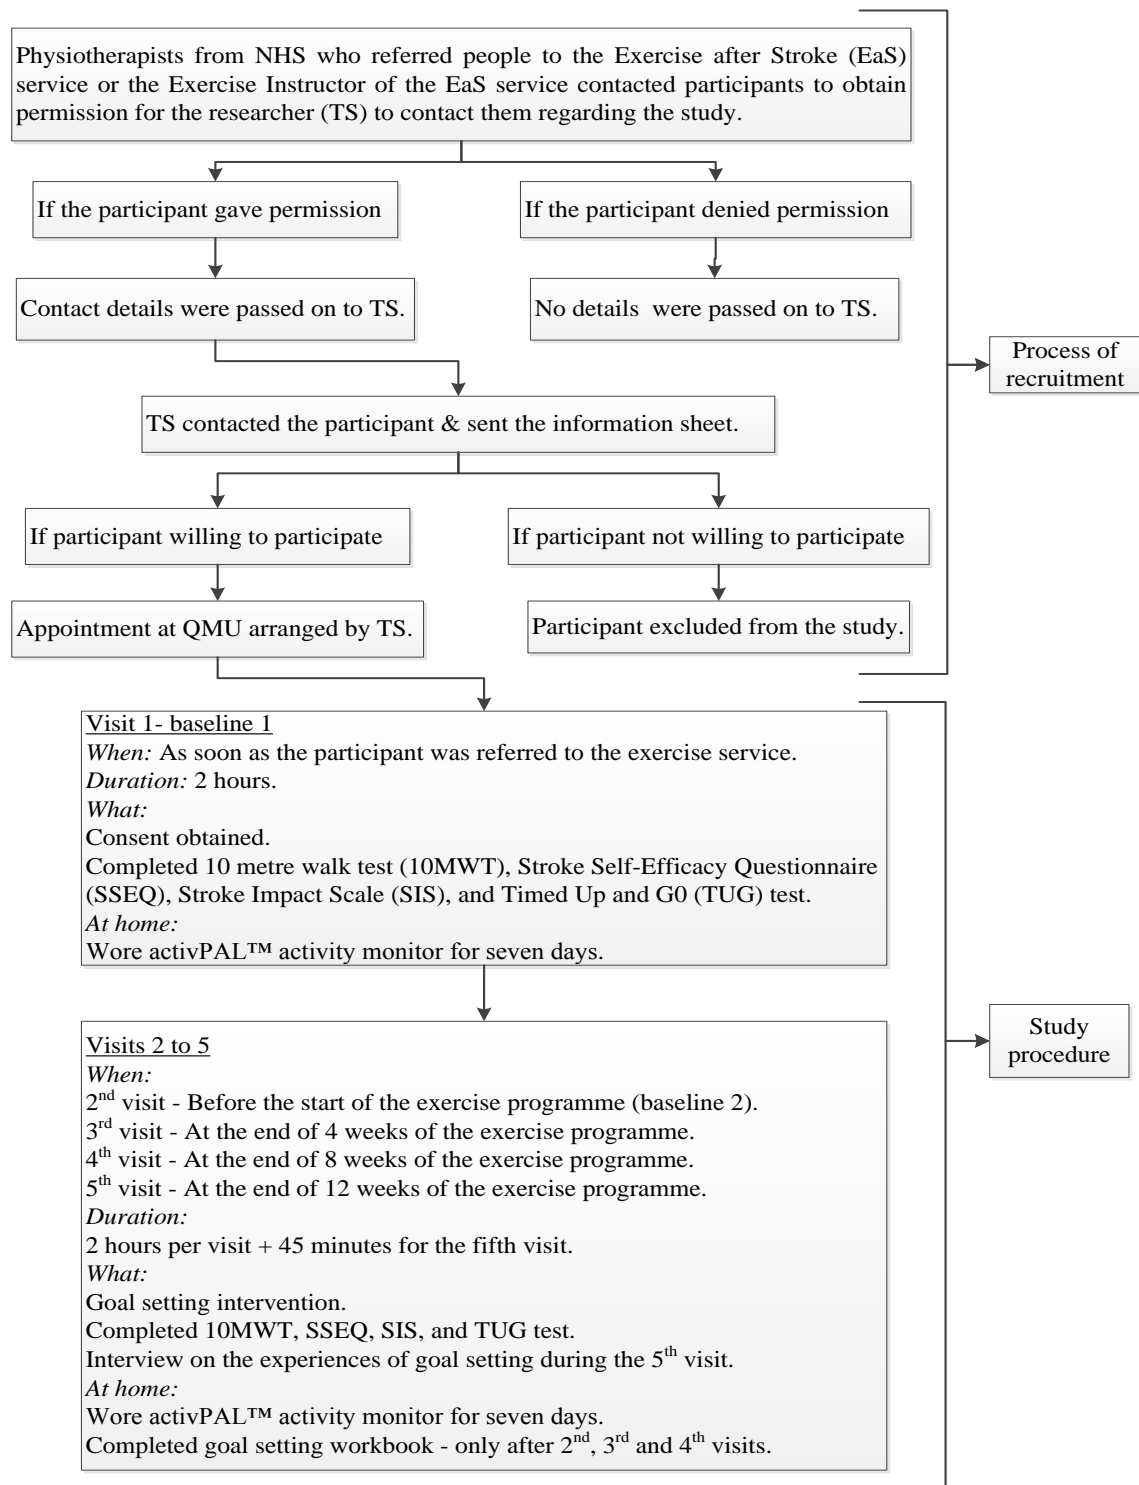 Physiotherapists from NHS who referred people to the Exercise after Stroke (EaS)
service or the Exercise Instructor of the EaS service contacted participants to obtain
permission for the researcher (TS) to contact them regarding the study.
If the participant gave permission
If the participant denied permission
Contact details were passed on to TS.
No details were passed on to TS.
Process of
recruitment
TS contacted the participant & sent the information sheet.
If participant willing to participate
If participant not willing to participate
Appointment at QMU arranged by TS.
Participant excluded from the study.
Visit 1- baseline 1
When: As soon as the participant was referred to the exercise service.
Duration: 2 hours.
What:
Consent obtained.
Completed 10 metre walk test (10MWT), Stroke Self-Efficacy Questionnaire
(SSEQ), Stroke Impact Scale (SIS), and Timed Up and G0 (TUG) test.
At home:
Wore activPAL™ activity monitor for seven days.
Study
procedure
Visits 2 to 5
When:
2nd visit - Before the start of the exercise programme (baseline 2).
3rd visit - At the end of 4 weeks of the exercise programme.
4th visit - At the end of 8 weeks of the exercise programme.
5th visit - At the end of 12 weeks of the exercise programme.
Duration:
2 hours per visit + 45 minutes for the fifth visit.
What:
Goal setting intervention.
Completed 10MWT, SSEQ, SIS, and TUG test.
Interview on the experiences of goal setting during the 5th visit.
At home:
Wore activPAL™ activity monitor for seven days.
Completed goal setting workbook - only after 2nd, 3rd and 4th visits.